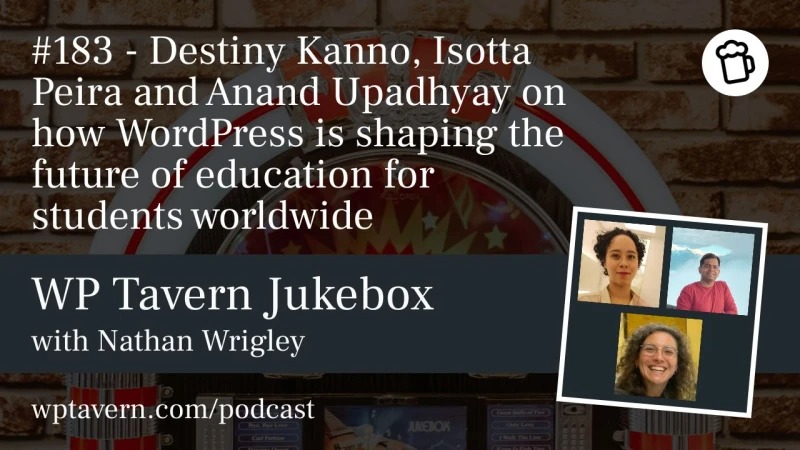 #183 - Destiny Kanno, Isotta
Peira and Anand Upadhyay on
how WordPress is shaping the
future of education for
students worldwide
WP Tavern Jukebox
with Nathan Wrigley
wptavern.com/podcast
JUKEBOX